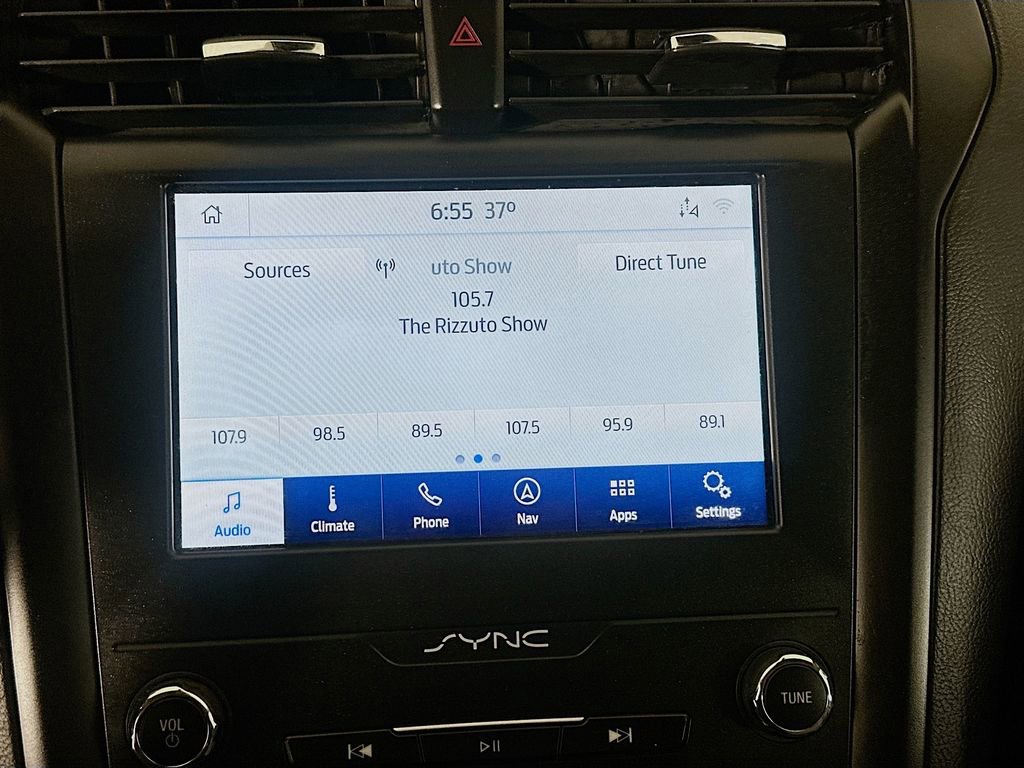 6:55 37º
Sources uto Show Direct Tune
105.7
The Rizzuto Show
107.9 98.5 89.5 107.5 95.9 89.1
Audio Climate Phone Nav Apps Settings
SYNC
VOL TUNE